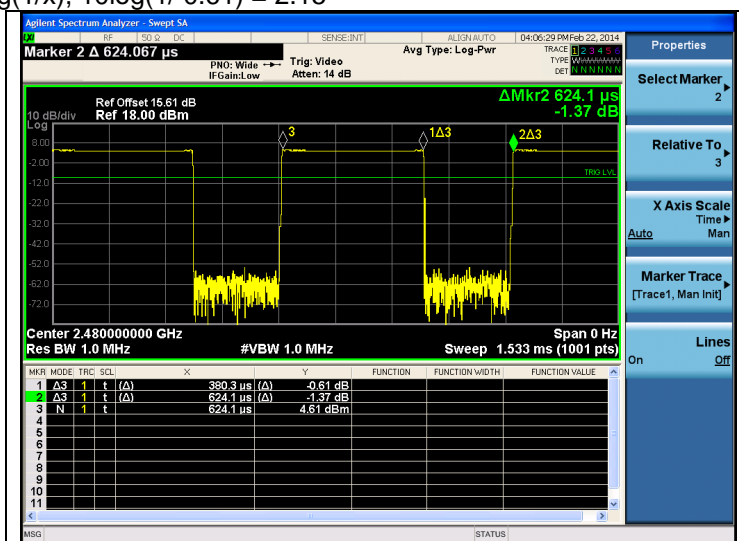 g(1/x), 10log(1/ 0.61) = 2.15
Agilent Spectrum Analyzer - Swept SA
LXI RF 50 Ω DC SENSE:INT ALIGN AUTO 04:06:29 PM Feb 22, 2014
Marker 2 Δ 624.067 µs
PNO: Wide Trig: Video
IFGain:Low Atten: 14 dB
Avg Type: Log-Pwr
TRACE 1 2 3 4 5 6
TYPE W
DET N N N N N N
ΔMkr2 624.1 µs
-1.37 dB
Ref Offset 15.61 dB
10 dB/div Ref 18.00 dBm
Log
8.00
-2.00
-12.0
-22.0
-32.0
-42.0
-52.0
-62.0
-72.0
3
1Δ3
2Δ3
TRIG LVL
Center 2.480000000 GHz Span 0 Hz
Res BW 1.0 MHz #VBW 1.0 MHz Sweep 1.533 ms (1001 pts)
MKR MODE TRC SCL X Y FUNCTION FUNCTION WIDTH FUNCTION VALUE
1 Δ3 1 t (Δ) 380.3 µs (Δ) -0.61 dB
2 Δ3 1 t (Δ) 624.1 µs (Δ) -1.37 dB
3 N 1 t 624.1 µs 4.61 dBm
4
5
6
7
8
9
10
11
MSG STATUS
Properties
Select Marker
2
Relative To
3
X Axis Scale
Time
Auto Man
Marker Trace
[Trace1, Man Init]
Lines
On Off